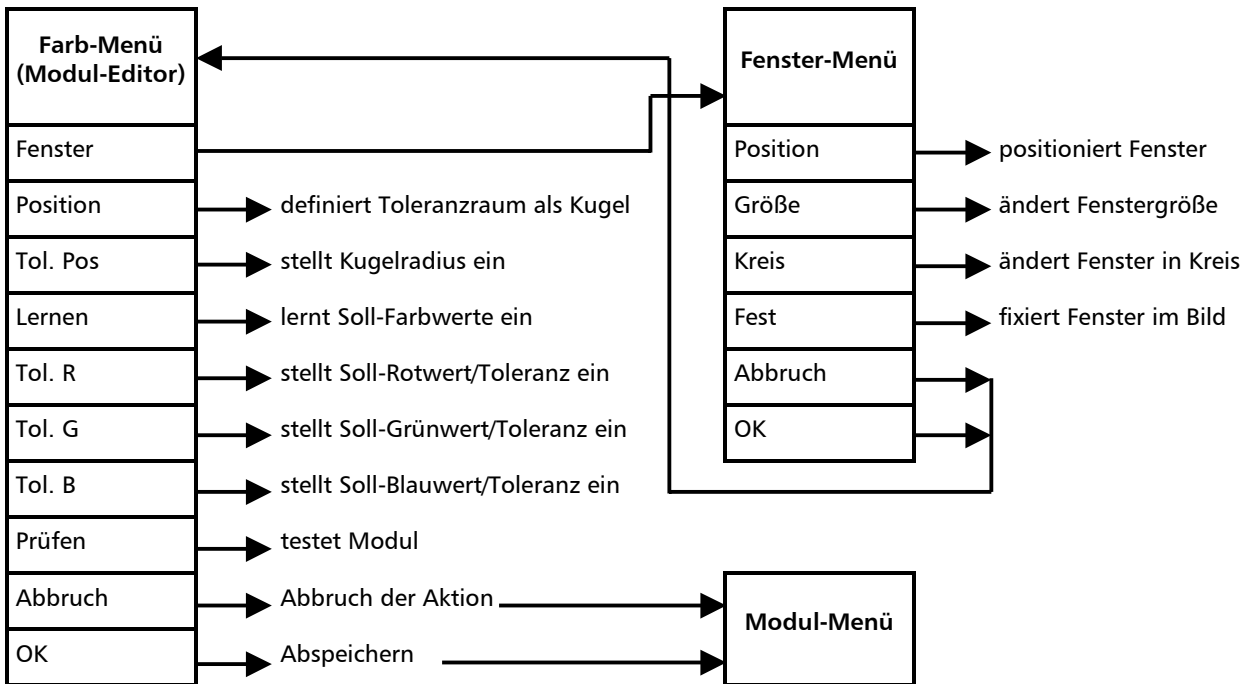 Farb-Menü
(Modul-Editor)
Fenster
Position
definiert Toleranzraum als Kugel
Tol. Pos
stellt Kugelradius ein
Lernen
lernt Soll-Farbwerte ein
Tol. R
stellt Soll-Rotwert/Toleranz ein
Tol. G
stellt Soll-Grünwert/Toleranz ein
Tol. B
stellt Soll-Blauwert/Toleranz ein
Prüfen
testet Modul
Abbruch
Abbruch der Aktion
OK
Abspeichern
Fenster-Menü
Position
positioniert Fenster
Größe
ändert Fenstergröße
Kreis
ändert Fenster in Kreis
Fest
fixiert Fenster im Bild
Abbruch
OK
Modul-Menü